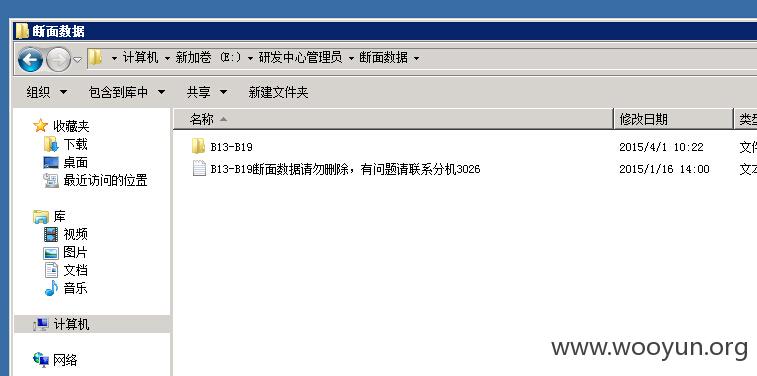 断面数据
计算机 新加卷 (E:) 研发中心管理员 断面数据
组织 包含到库中 共享 新建文件夹
名称 修改日期 类
收藏夹
下载
桌面
最近访问的位置
库
视频
图片
文档
音乐
计算机
网络
B13-B19 2015/4/1 10:22 文
B13-B19断面数据请勿删除，有问题请联系分机3026 2015/1/16 14:00 文
www.wooyun.org